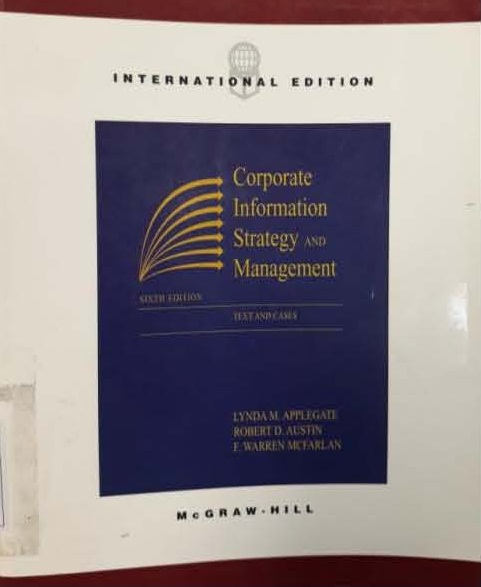 INTERNATIONAL EDITION
Corporate
Information
Strategy AND
Management
SIXTH EDITION
TEXT AND CASES
LYNDA M. APPLEGATE
ROBERT D. AUSTIN
F. WARREN MCFARLAN
McGRAW-HILL